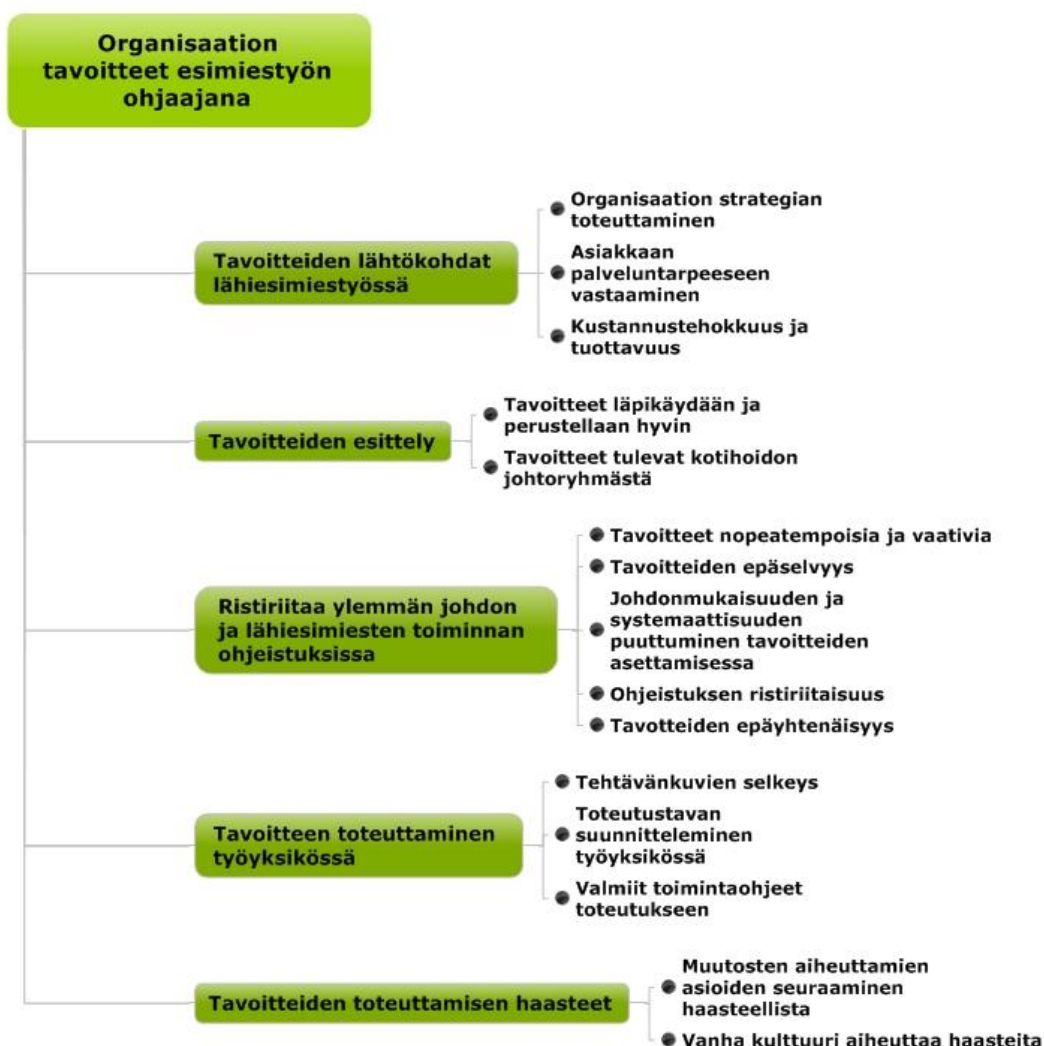 Organisaation
tavoitteet esimiestyön
ohjaajana
Tavoitteiden lähtökohdat
lähiesimiestyössä
Organisaation strategian
toteuttaminen
Asiakkaan
palveluntarpeeseen
vastaaminen
Kustannustehokkuus ja
tuottavuus
Tavoitteiden esittely
Tavoitteet läpikäydään ja
perustellaan hyvin
Tavoitteet tulevat kotihoidon
johtoryhmästä
Ristiriitaa ylemmän johdon
ja lähiesimiesten toiminnan
ohjeistuksissa
Tavoitteet nopeatempoisia ja vaativia
Tavoitteiden epäselvyys
Johdonmukaisuuden ja
systemaattisuuden
puuttuminen tavoitteiden
asettamisessa
Ohjeistuksen ristiriitaisuus
Tavotteiden epäyhtenäisyys
Tavoitteen toteuttaminen
työyksikössä
Tehtävänkuvien selkeys
Toteutustavan
suunnitteleminen
työyksikössä
Valmiit toimintaohjeet
toteutukseen
Tavoitteiden toteuttamisen haasteet
Muutosten aiheuttamien
asioiden seuraaminen
haasteellista
Vanha kulttuuri aiheuttaa haasteita